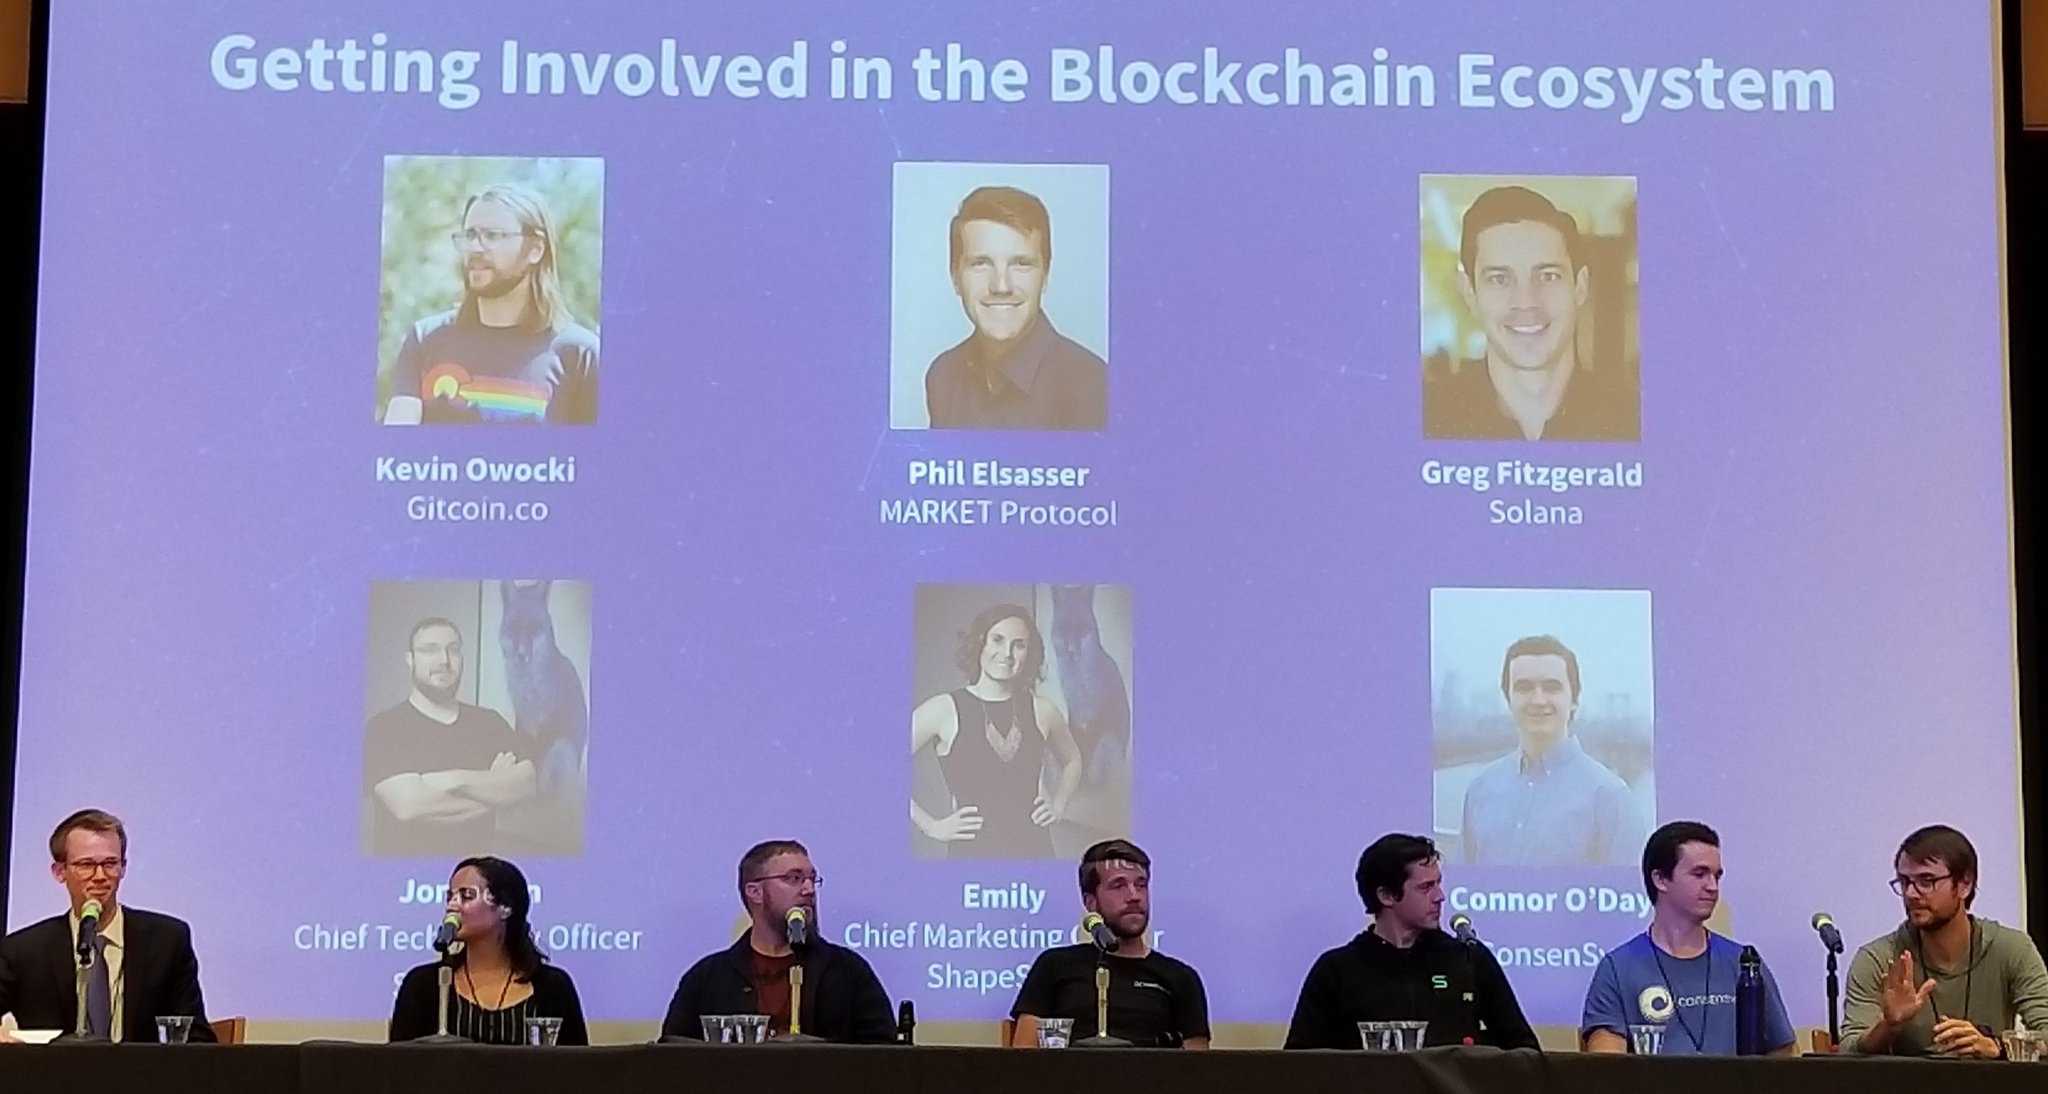 Getting Involved in the Blockchain Ecosystem
Kevin Owocki
Gitcoin.co
Phil Elsasser
MARKET Protocol
Greg Fitzgerald
Solana
Chief Officer
Emily
Chief Marketing
Connor O'Day